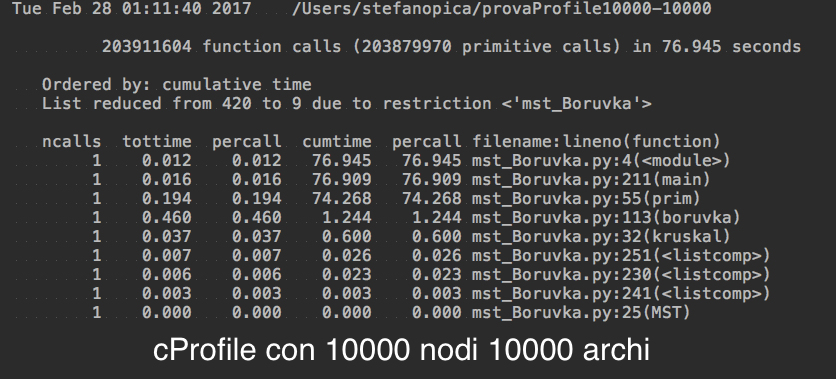 Tue Feb 28 01:11:40 2017 /Users/stefanopica/provaProfile10000-10000
203911604 function calls (203879970 primitive calls) in 76.945 seconds
Ordered by: cumulative time
List reduced from 420 to 9 due to restriction <'mst_Boruvka'>
ncalls tottime percall cumtime percall filename:lineno(function)
1 0.012 0.012 76.945 76.945 mst_Boruvka.py:4(<module>)
1 0.016 0.016 76.909 76.909 mst_Boruvka.py:211(main)
1 0.194 0.194 74.268 74.268 mst_Boruvka.py:55(prim)
1 0.460 0.460 1.244 1.244 mst_Boruvka.py:113(boruvka)
1 0.037 0.037 0.600 0.600 mst_Boruvka.py:32(kruskal)
1 0.007 0.007 0.026 0.026 mst_Boruvka.py:251(<listcomp>)
1 0.006 0.006 0.023 0.023 mst_Boruvka.py:230(<listcomp>)
1 0.003 0.003 0.003 0.003 mst_Boruvka.py:241(<listcomp>)
1 0.000 0.000 0.000 0.000 mst_Boruvka.py:25(MST)
cProfile con 10000 nodi 10000 archi